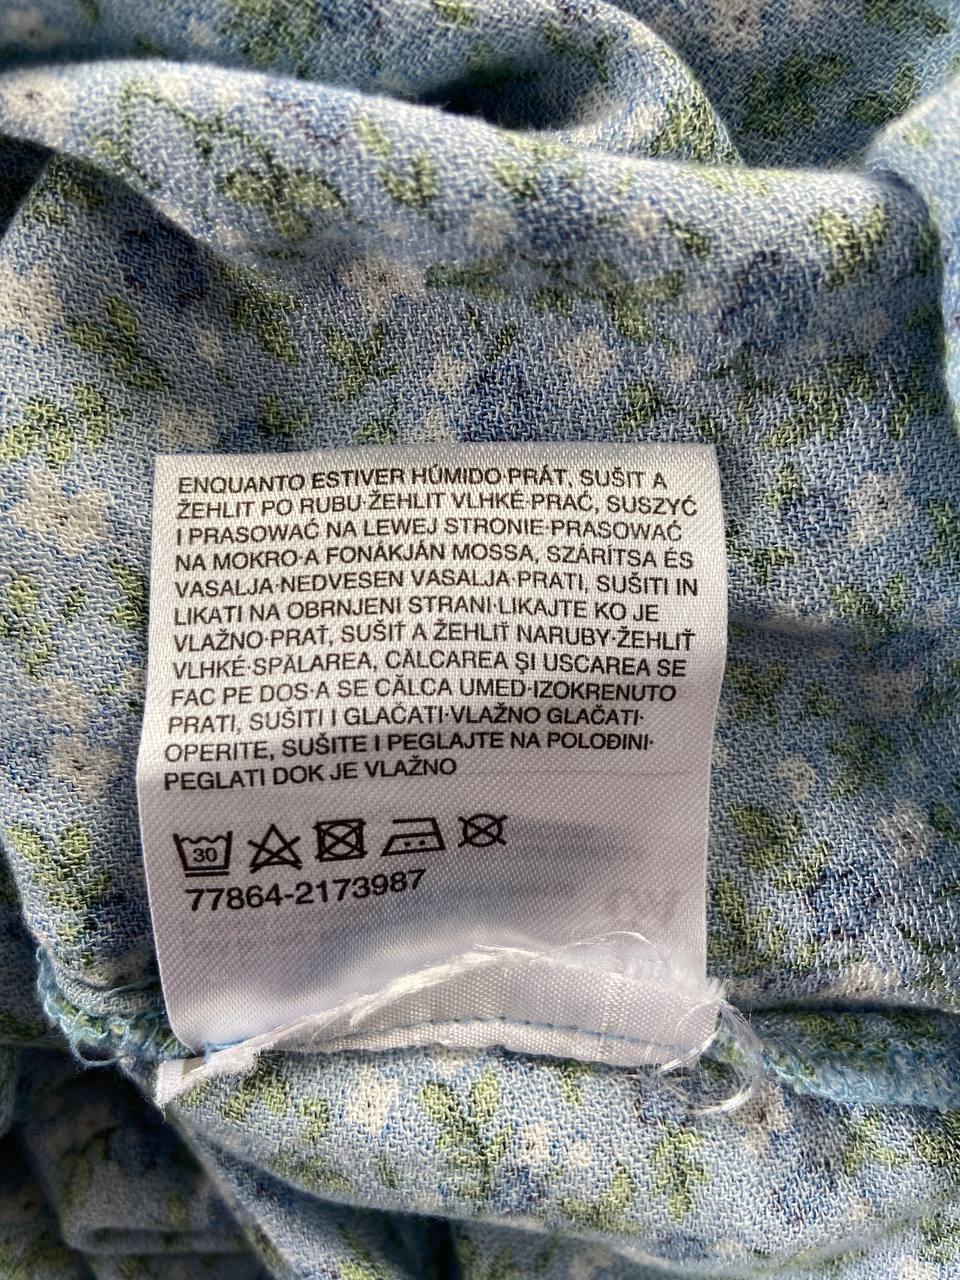 ENQUANTO ESTIVER HÚMIDO·PRÁT, SUŠIT A
ŽEHLIT PO RUBU·ŽEHLIT VLHKÉ·PRAĆ, SUSZYĆ
I PRASOWAĆ NA LEWEJ STRONIE·PRASOWAĆ
NA MOKRO·A FONÁKJÁN MOSSA, SZÁRÍTSA ÉS
VASALJA·NEDVESEN VASALJA·PRATI, SUŠITI IN
LIKATI NA OBRNJENI STRANI·LIKAJTE KO JE
VLAŽNO·PRAŤ, SUŠIŤ A ŽEHLIŤ NARUBY·ŽEHLIŤ
VLHKÉ·SPĂLAREA, CĂLCAREA ŞI USCAREA SE
FAC PE DOS·A SE CĂLCA UMED·IZOKRENUTO
PRATI, SUŠITI I GLAČATI·VLAŽNO GLAČATI·
OPERITE, SUŠITE I PEGLAJTE NA POLOĐINI·
PEGLATI DOK JE VLAŽNO
30
77864-2173987